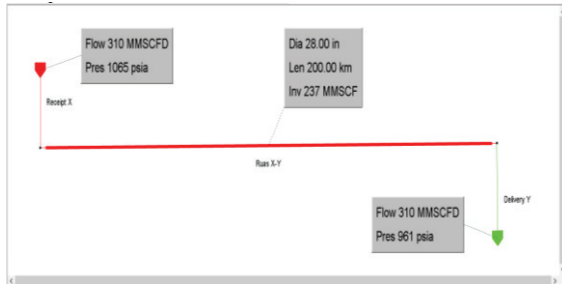 Flow 310 MMSCFD
Pres 1065 psia
Dia 28.00 in
Len 200.00 km
Inv 237 MMSCF
Receipt X
Ruas X-Y
Delivery Y
Flow 310 MMSCFD
Pres 961 psia